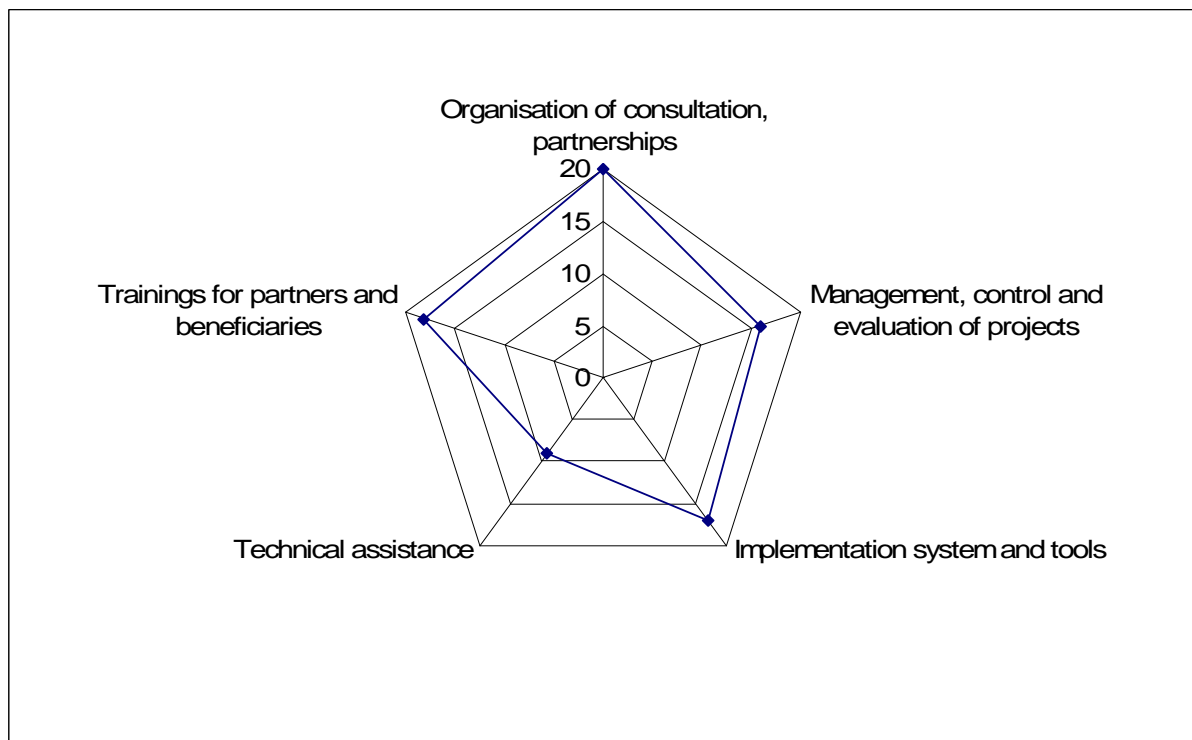 Organisation of consultation,
partnerships
20
15
10
5
0
Trainings for partners and
beneficiaries
Management, control and
evaluation of projects
Technical assistance
Implementation system and tools